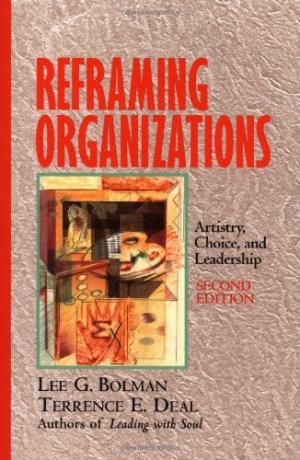 REFRAMING
ORGANIZATIONS
Artistry,
Choice, and
Leadership
SECOND
EDITION
LEE G. BOLMAN
TERRENCE E. DEAL
Authors of Leading with Soul